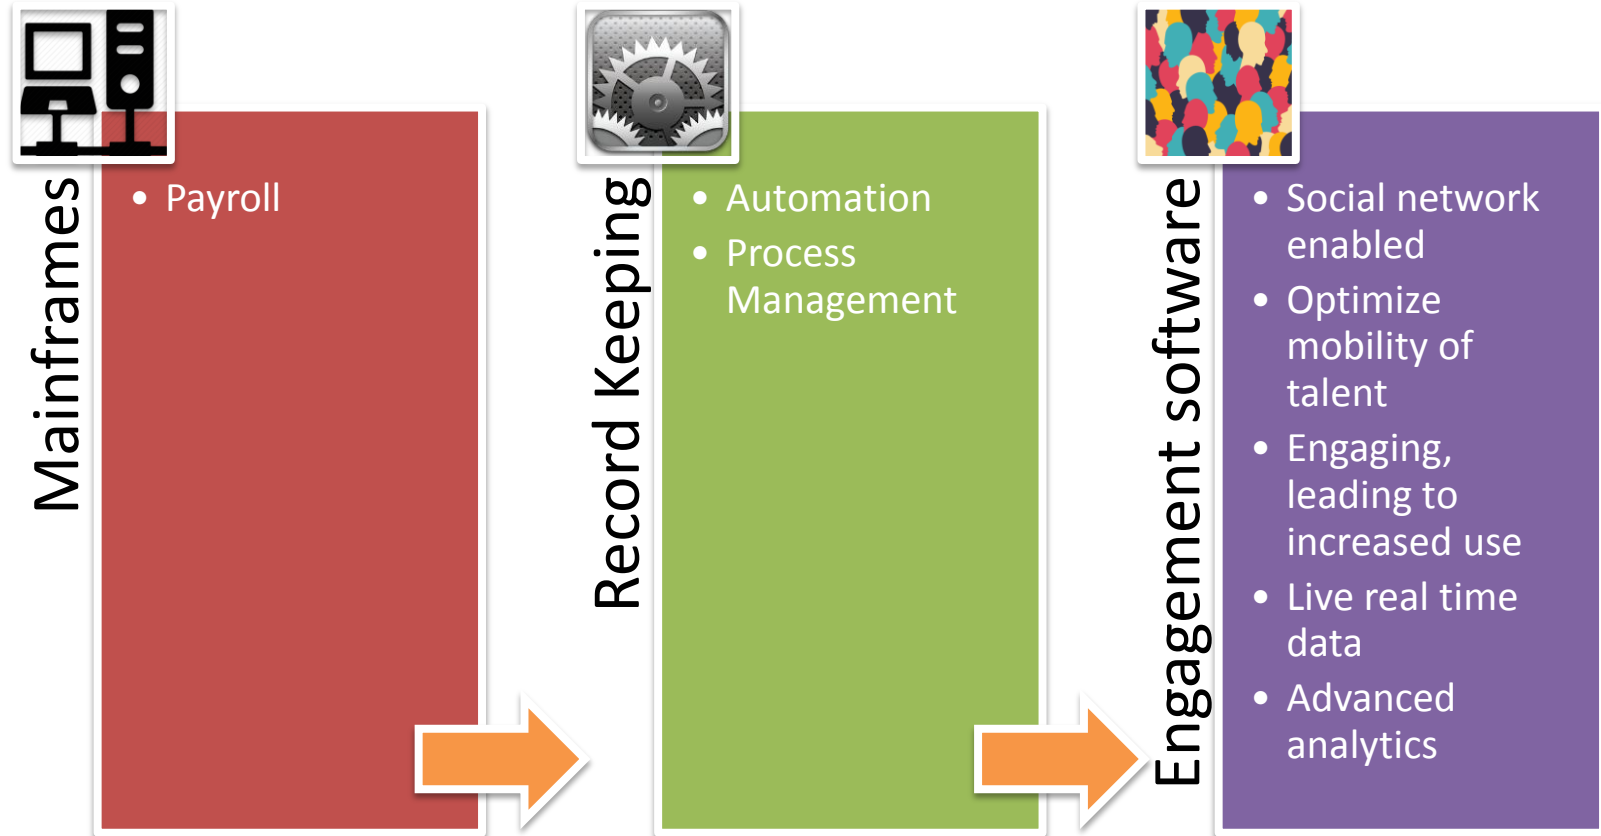 Mainframes
• Payroll
Record Keeping
• Automation
• Process
Management
Engagement software
• Social network
enabled
• Optimize
mobility of
talent
• Engaging,
leading to
increased use
• Live real time
data
• Advanced
analytics